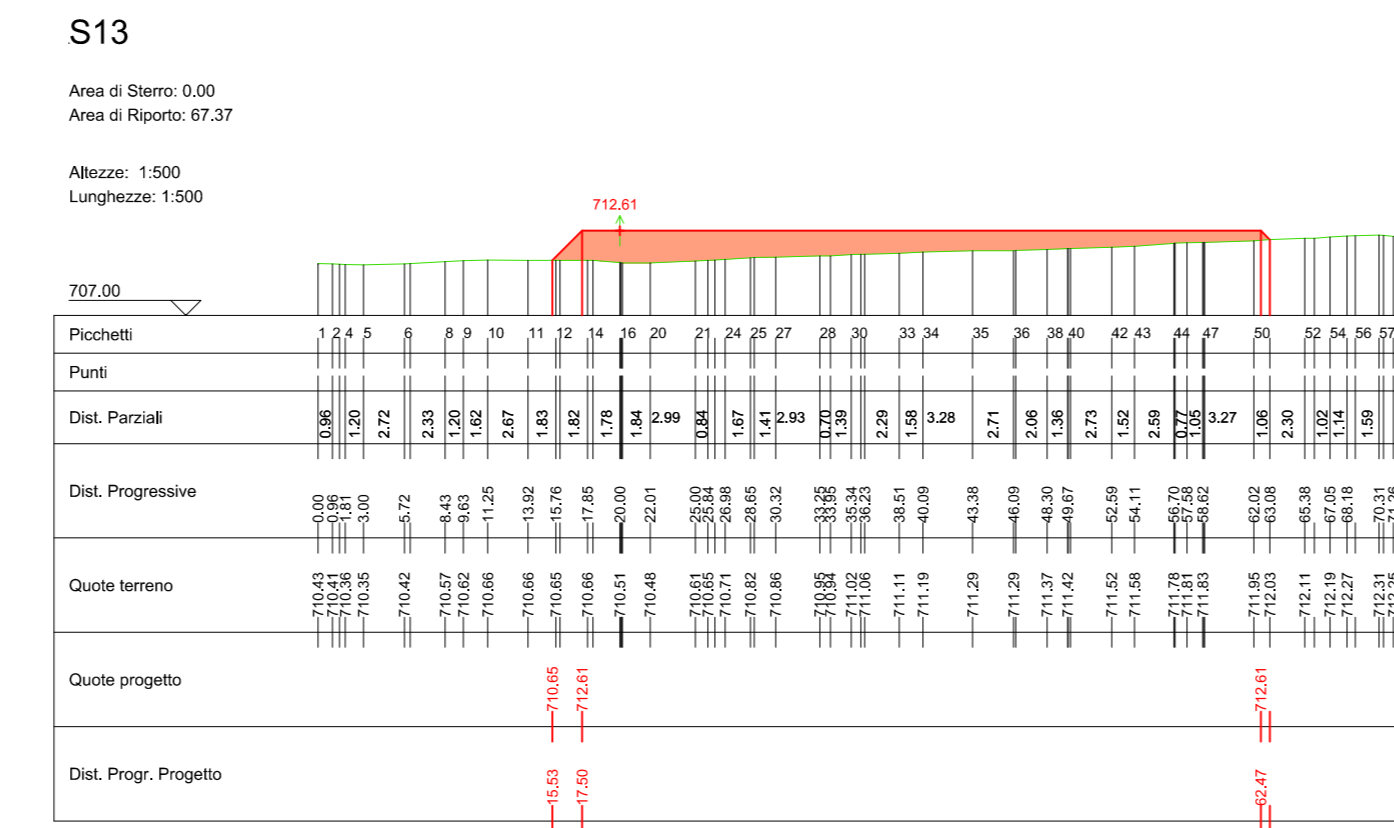 S13
Area di Sterro: 0.00
Area di Riporto: 67.37
Altezze: 1:500
Lunghezze: 1:500
712.61
707.00
Picchetti 1 2 4 5 6 8 9 10 11 12 14 16 20 21 24 25 27 28 30 33 34 35 36 38 40 42 43 44 47 50 52 54 56 57
Punti
Dist. Parziali 0.96 1.20 2.72 2.33 1.20 1.62 2.67 1.83 1.82 1.78 1.84 2.99 0.84 1.67 1.41 2.93 0.70 1.39 2.29 1.58 3.28 2.71 2.06 1.36 2.73 1.52 2.59 0.77 1.05 3.27 1.06 2.30 1.02 1.14 1.59
Dist. Progressive 0.00 0.96 1.81 3.00 5.72 8.43 9.63 11.25 13.92 15.76 17.85 20.00 22.01 25.00 25.84 26.98 28.65 30.32 33.25 33.95 35.34 36.23 38.51 40.09 43.38 46.09 48.30 49.67 52.59 54.11 56.70 57.58 58.62 62.02 63.08 65.38 67.05 68.18 70.31
Quote terreno 710.43 710.41 710.36 710.35 710.42 710.57 710.62 710.66 710.66 710.65 710.66 710.51 710.48 710.61 710.65 710.71 710.82 710.86 710.95 710.94 711.02 711.06 711.11 711.19 711.29 711.29 711.37 711.42 711.52 711.58 711.78 711.81 711.83 711.95 712.03 712.11 712.19 712.27 712.31
Quote progetto 710.65 712.61 712.61
Dist. Progr. Progetto 15.53 17.50 62.47